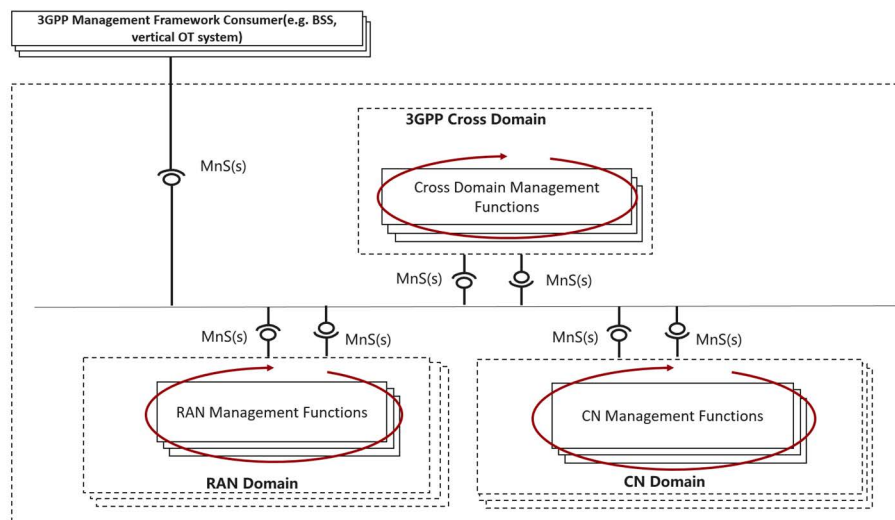 3GPP Management Framework Consumer(e.g. BSS,
vertical OT system)
3GPP Cross Domain
MnS(s)
Cross Domain Management
Functions
MnS(s)
MnS(s)
MnS(s)
MnS(s)
MnS(s)
MnS(s)
RAN Management Functions
CN Management Functions
RAN Domain
CN Domain